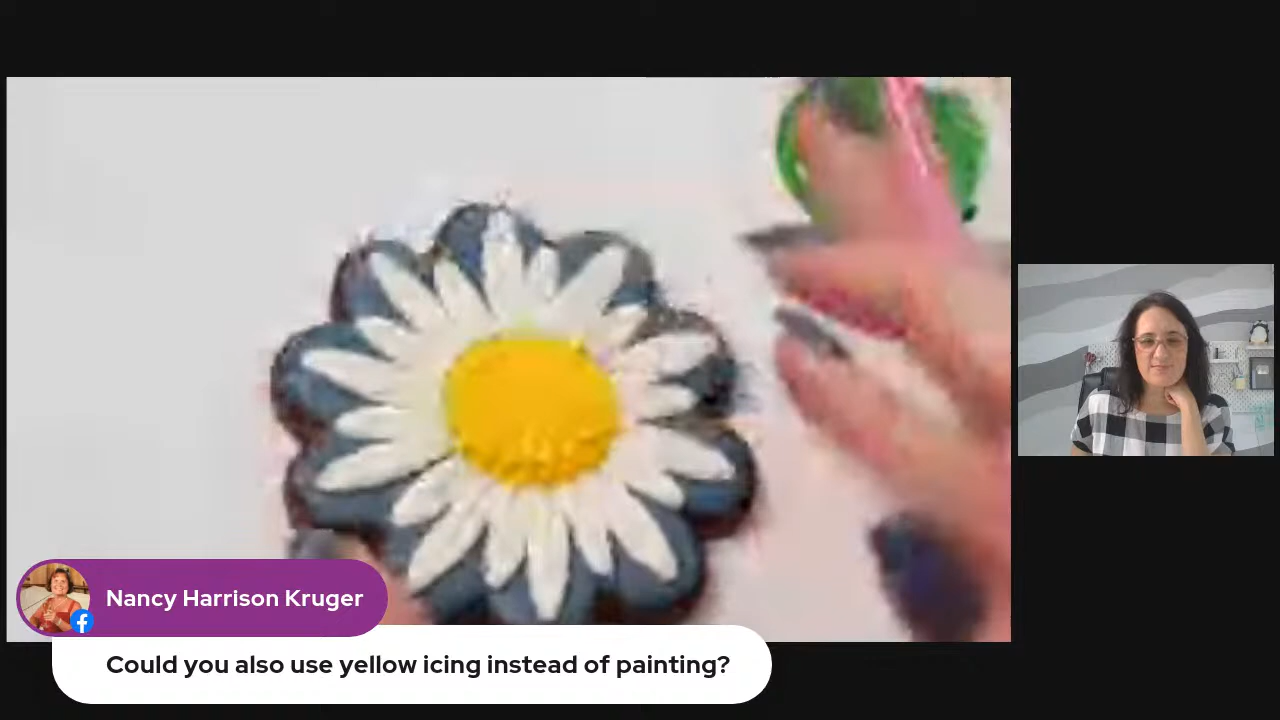 Nancy Harrison Kruger
Could you also use yellow icing instead of painting?